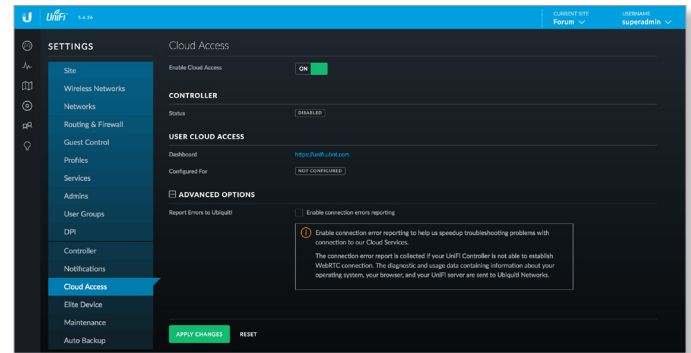 U UniFi 5.6.26
CURRENT SITE
Forum
USERNAME
superadmin
SETTINGS
Site
Wireless Networks
Networks
Routing & Firewall
Guest Control
Profiles
Services
Admins
User Groups
DPI
Controller
Notifications
Cloud Access
Elite Device
Maintenance
Auto Backup
Cloud Access
Enable Cloud Access
ON
CONTROLLER
Status
DISABLED
USER CLOUD ACCESS
Dashboard
https://unifi.ubnt.com
Configured For
NOT CONFIGURED
ADVANCED OPTIONS
Report Errors to Ubiquiti
Enable connection errors reporting
Enable connection error reporting to help us speedup troubleshooting problems with
connection to our Cloud Services.
The connection error report is collected if your UniFi Controller is not able to establish
WebRTC connection. The diagnostic and usage data containing information about your
operating system, your browser, and your UniFi server are sent to Ubiquiti Networks.
APPLY CHANGES
RESET